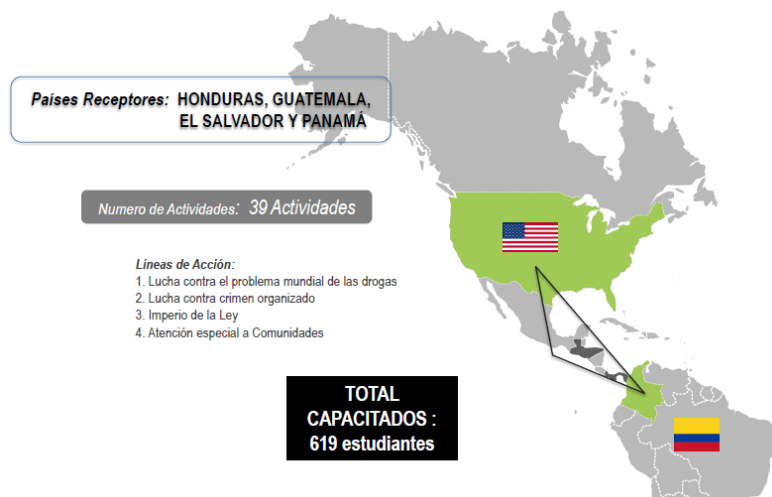 Países Receptores: HONDURAS, GUATEMALA,
EL SALVADOR Y PANAMÁ
Numero de Actividades: 39 Actividades
Líneas de Acción:
1. Lucha contra el problema mundial de las drogas
2. Lucha contra crimen organizado
3. Imperio de la Ley
4. Atención especial a Comunidades
TOTAL
CAPACITADOS :
619 estudiantes